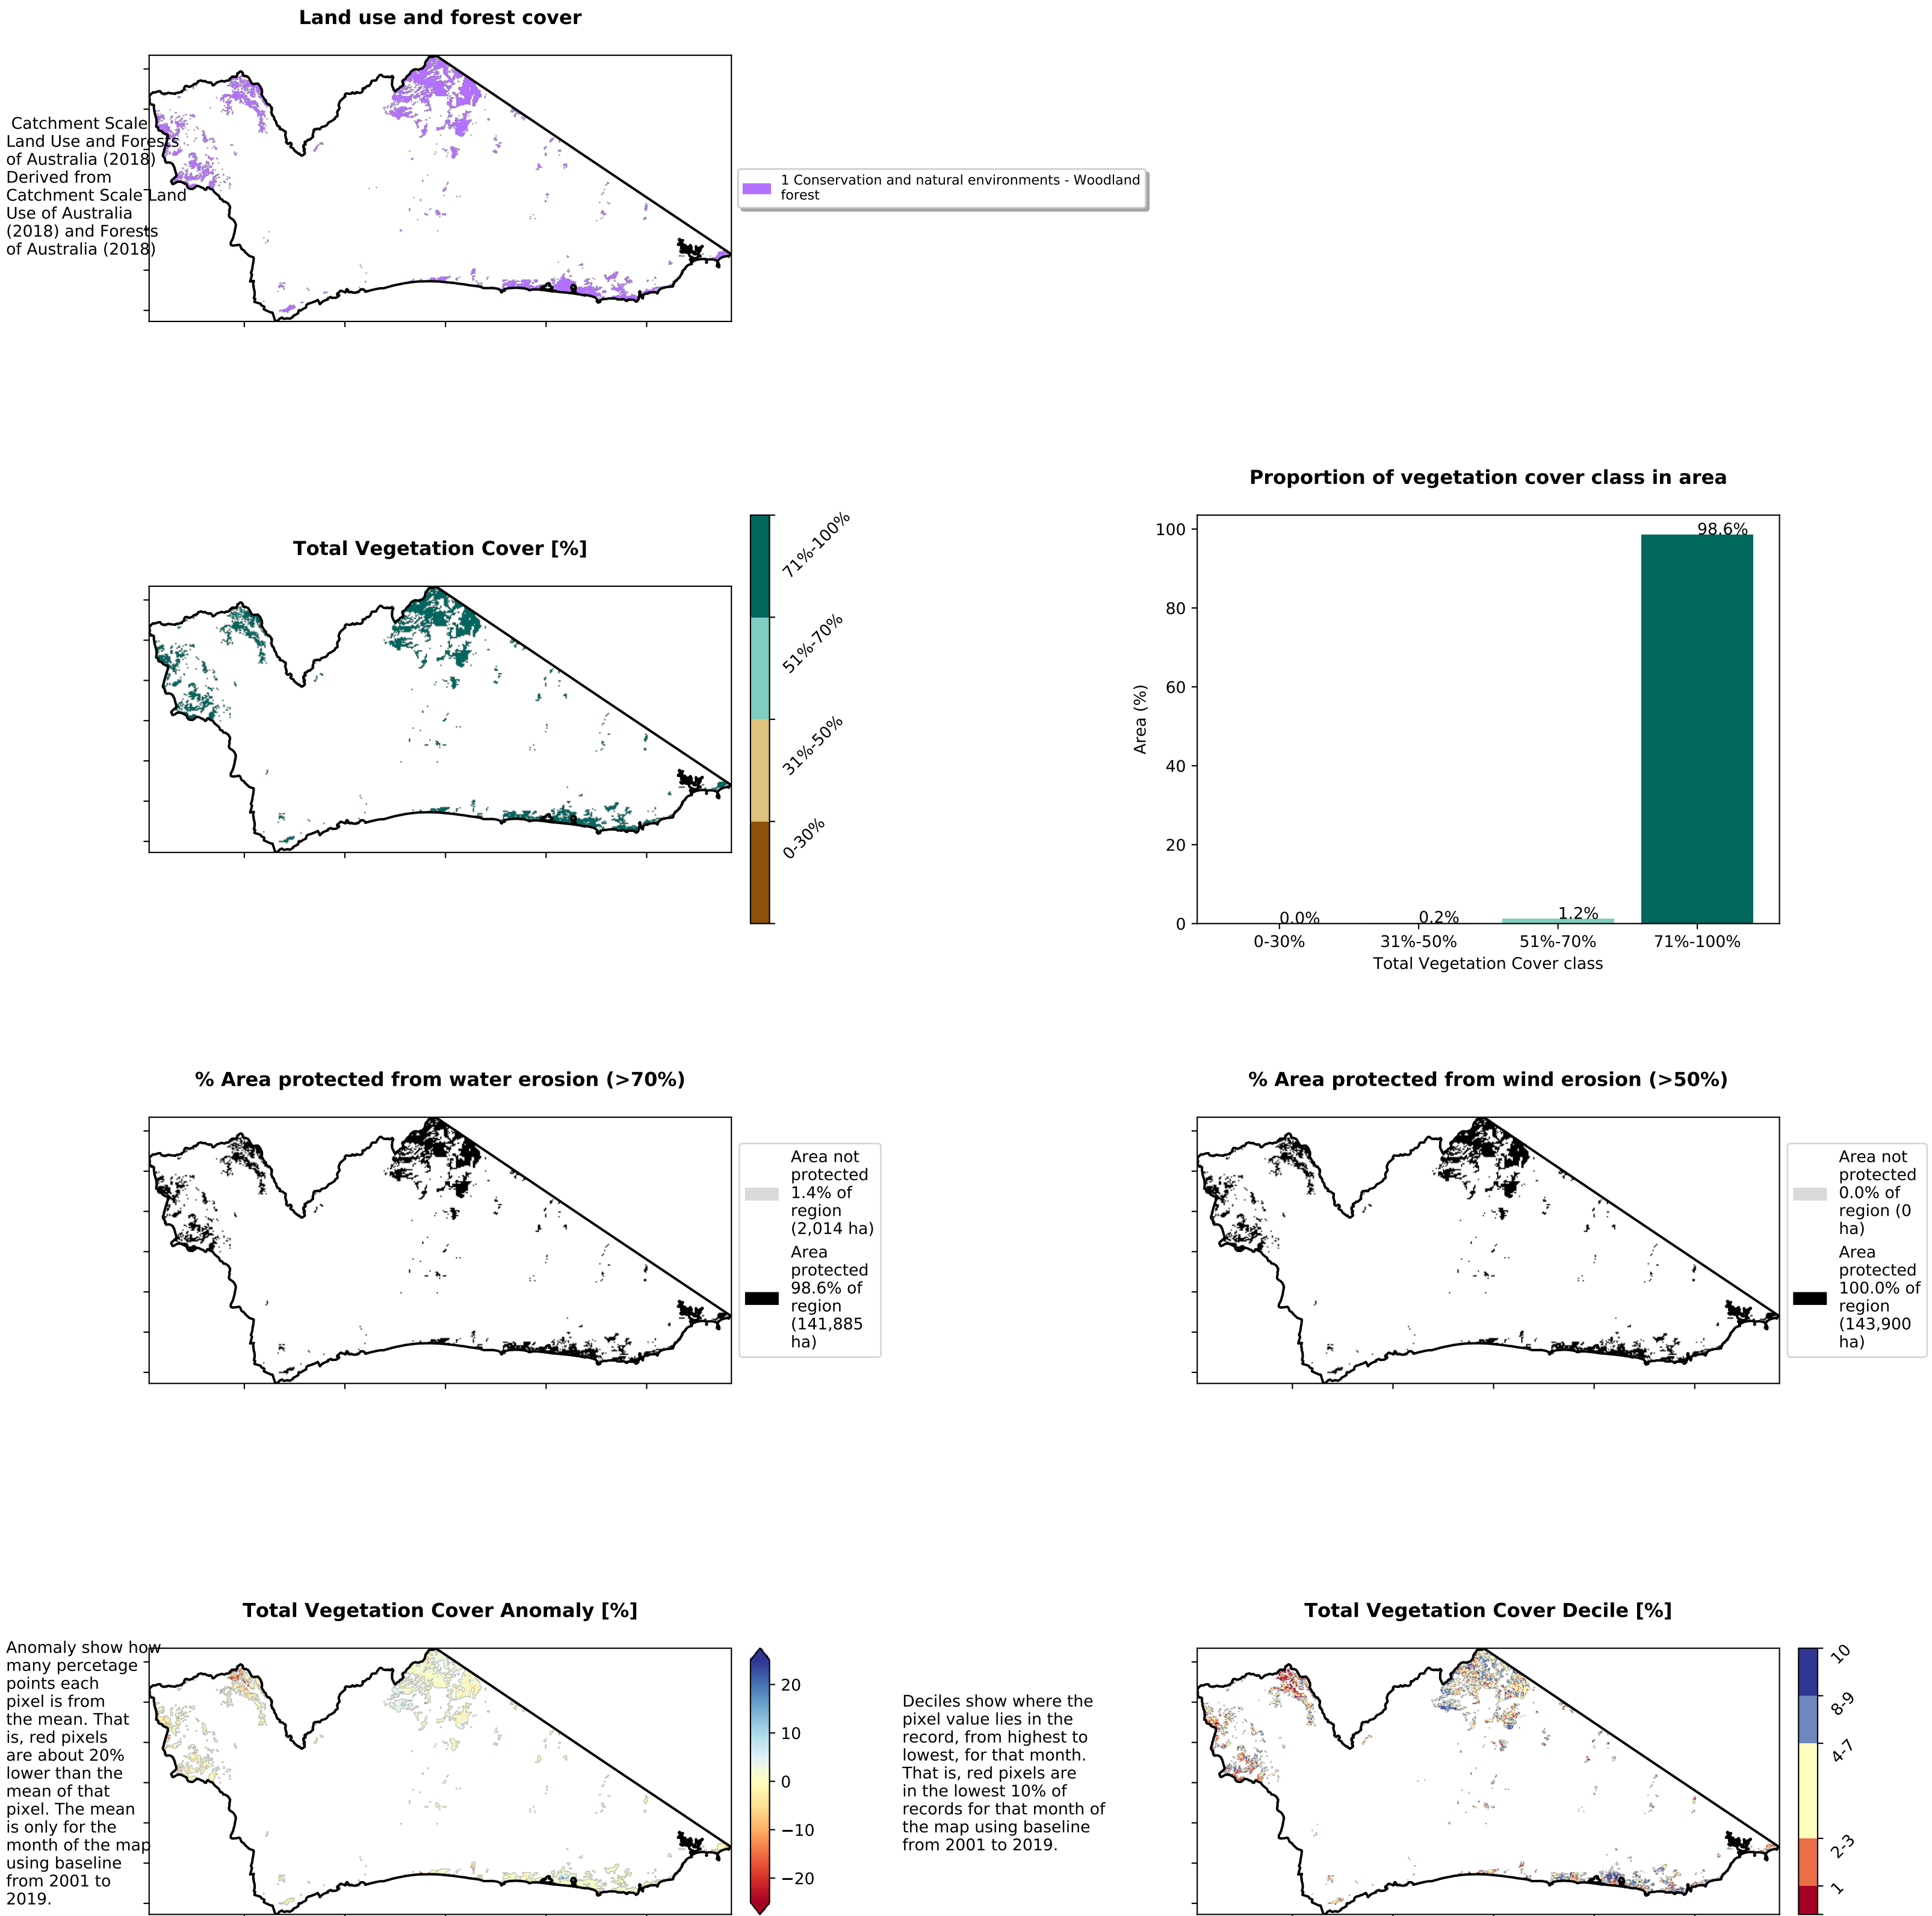 Land use and forest cover
Catchment Scale
Land Use and Forests
of Australia (2018)
Derived from
Catchment Scale Land
Use of Australia
(2018) and Forests
of Australia (2018)
1 Conservation and natural environments - Woodland
forest
Total Vegetation Cover [%]
71%-100%
51%-70%
31%-50%
0-30%
Proportion of vegetation cover class in area
100
80
60
40
20
0
Area (%)
0.0%
0.2%
1.2%
98.6%
0-30%
31%-50%
51%-70%
71%-100%
Total Vegetation Cover class
% Area protected from water erosion (>70%)
Area not
protected
1.4% of
region
(2,014 ha)
Area
protected
98.6% of
region
(141,885
ha)
% Area protected from wind erosion (>50%)
Area not
protected
0.0% of
region (0
ha)
Area
protected
100.0% of
region
(143,900
ha)
Total Vegetation Cover Anomaly [%]
Anomaly show how
many percetage
points each
pixel is from
the mean. That
is, red pixels
are about 20%
lower than the
mean of that
pixel. The mean
is only for the
month of the map
using baseline
from 2001 to
2019.
20
10
0
−10
−20
Total Vegetation Cover Decile [%]
Deciles show where the
pixel value lies in the
record, from highest to
lowest, for that month.
That is, red pixels are
in the lowest 10% of
records for that month of
the map using baseline
from 2001 to 2019.
10
8-9
4-7
2-3
1